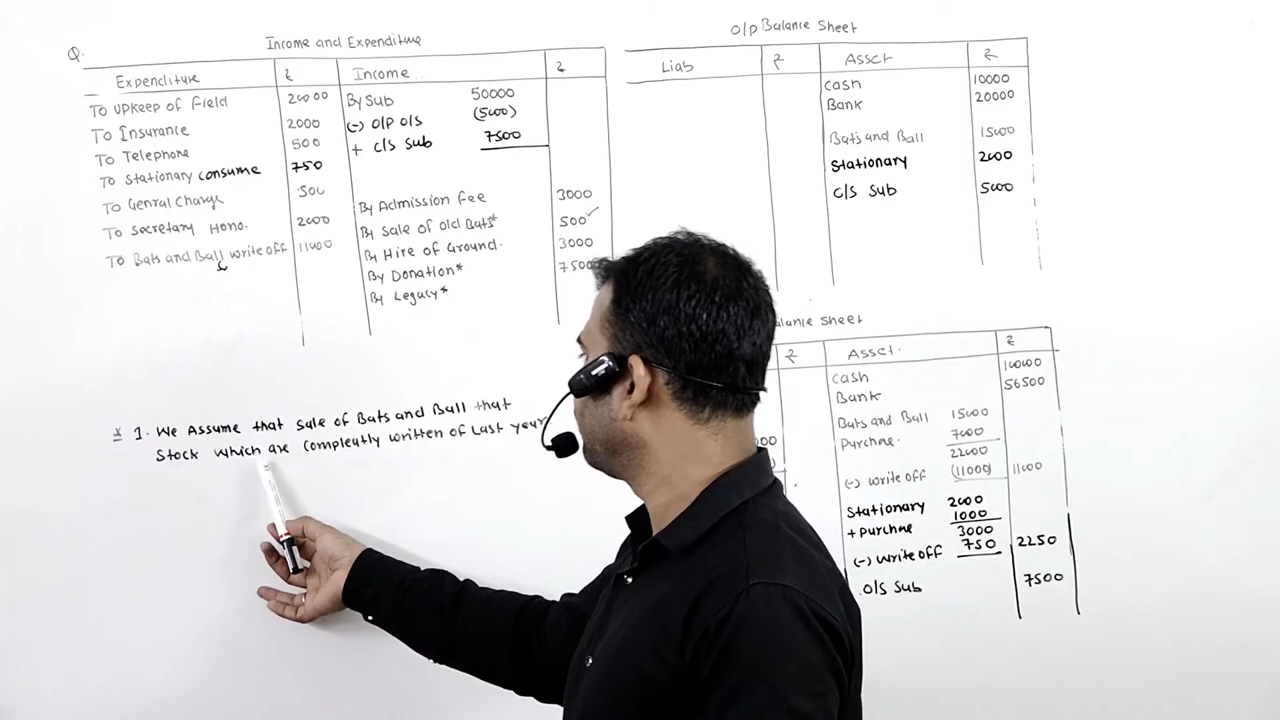 Q.
Income and Expenditure
Expenditure ₹ Income ₹
To Upkeep of Field 20000 By Sub 50000
To Insurance 2000 (-) O/P O/S (5000)
To Telephone 500 + C/S Sub 7500
To Stationary consume 750
To Genral Charge 500 By Admission Fee 3000
To Secretary Hono. 2000 By Sale of Old Bats* 500
To Bats and Ball write off 11000 By Hire of Ground. 3000
By Donation* 7500
By Legacy*
O/P Balance Sheet
Liab ₹ Asset ₹
Cash 10000
Bank 20000
Bats and Ball 15000
Stationary 2000
C/S Sub 5000
* 1. We Assume that Sale of Bats and Ball that
Stock which are Compleatly written of Last year
Balance Sheet
₹ Asset. ₹
Cash 10000
Bank 56500
Bats and Ball 15000
Purchase. 7000
22000
(-) write off (11000) 11000
Stationary 2000
+ Purchase 1000
3000
(-) write off 750 2250
O/S Sub 7500